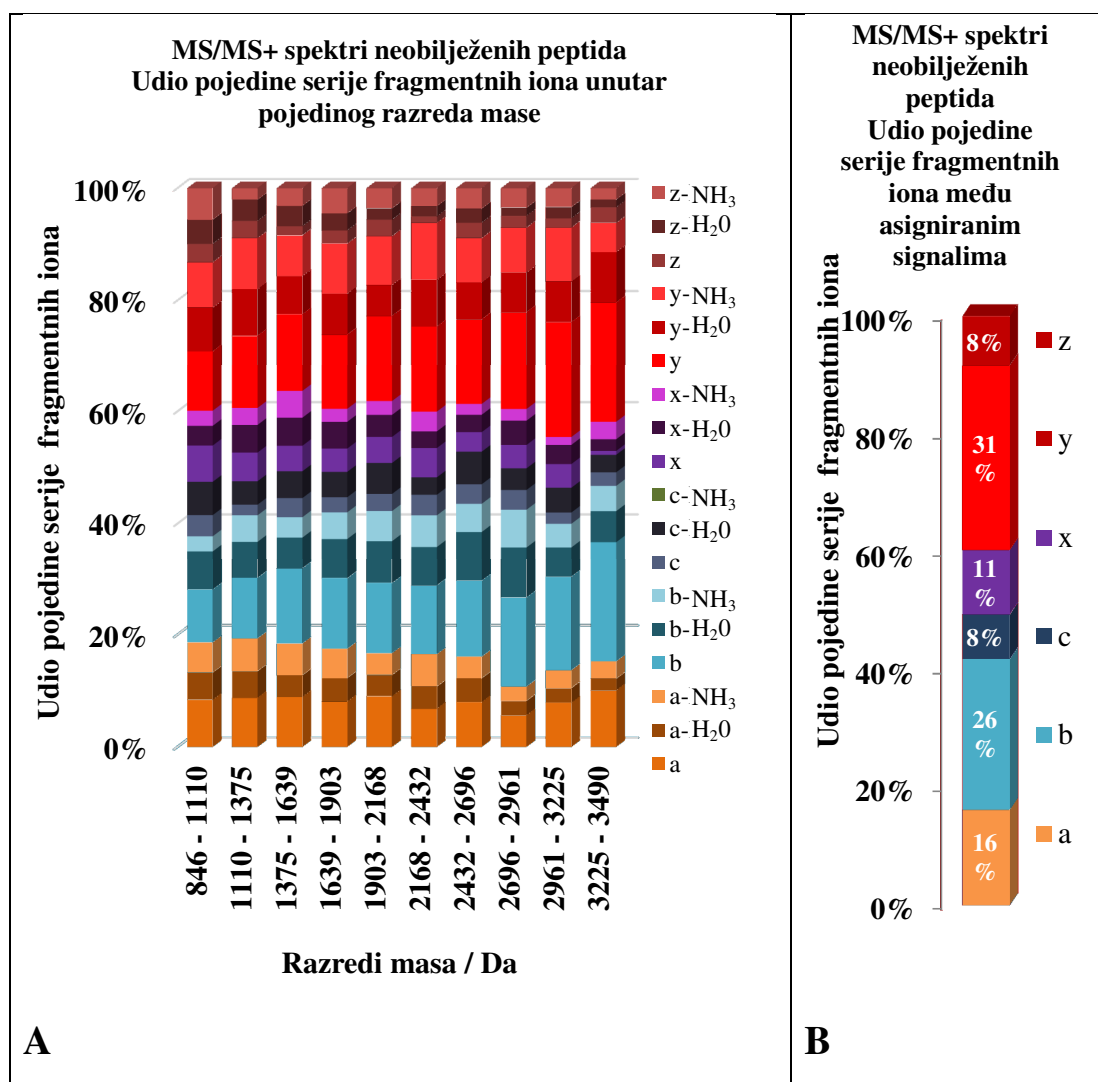 MS/MS+ spektri neobilježenih peptida
Udio pojedine serije fragmentnih iona unutar
pojedinog razreda mase
Udio pojedine serije  fragmentnih iona
100%
80%
60%
40%
20%
0%
846 - 1110
1110 - 1375
1375 - 1639
1639 - 1903
1903 - 2168
2168 - 2432
2432 - 2696
2696 - 2961
2961 - 3225
3225 - 3490
Razredi masa / Da
z-NH₃
z-H₂0
z
y-NH₃
y-H₂0
y
x-NH₃
x-H₂0
x
c-NH₃
c-H₂0
c
b-NH₃
b-H₂0
b
a-NH₃
a-H₂0
a
A
MS/MS+ spektri
neobilježenih
peptida
Udio pojedine
serije fragmentnih
iona među
asigniranim
signalima
Udio pojedine serije  fragmentnih iona
100%
80%
60%
40%
20%
0%
8%
31
%
11
%
8%
26
%
16
%
z
y
x
c
b
a
B